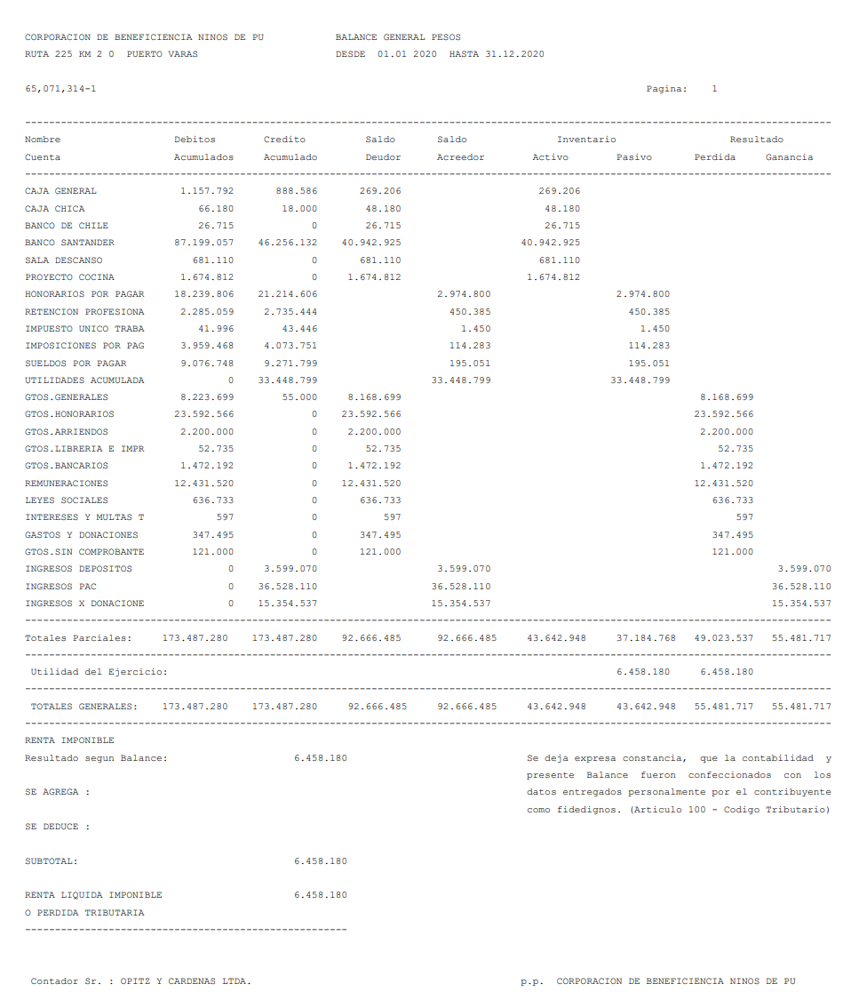 CORPORACION DE BENEFICIENCIA NINOS DE PU BALANCE GENERAL PESOS
RUTA 225 KM 2 0 PUERTO VARAS DESDE 01.01 2020 HASTA 31.12.2020
65,071,314-1 Pagina: 1
Nombre Debitos Credito Saldo Saldo Inventario Resultado
Cuenta Acumulados Acumulado Deudor Acreedor Activo Pasivo Perdida Ganancia
CAJA GENERAL 1.157.792 888.586 269.206 269.206
CAJA CHICA 66.180 18.000 48.180 48.180
BANCO DE CHILE 26.715 0 26.715 26.715
BANCO SANTANDER 87.199.057 46.256.132 40.942.925 40.942.925
SALA DESCANSO 681.110 0 681.110 681.110
PROYECTO COCINA 1.674.812 0 1.674.812 1.674.812
HONORARIOS POR PAGAR 18.239.806 21.214.606 2.974.800 2.974.800
RETENCION PROFESIONA 2.285.059 2.735.444 450.385 450.385
IMPUESTO UNICO TRABA 41.996 43.446 1.450 1.450
IMPOSICIONES POR PAG 3.959.468 4.073.751 114.283 114.283
SUELDOS POR PAGAR 9.076.748 9.271.799 195.051 195.051
UTILIDADES ACUMULADA 0 33.448.799 33.448.799 33.448.799
GTOS.GENERALES 8.223.699 55.000 8.168.699 8.168.699
GTOS.HONORARIOS 23.592.566 0 23.592.566 23.592.566
GTOS.ARRIENDOS 2.200.000 0 2.200.000 2.200.000
GTOS.LIBRERIA E IMPR 52.735 0 52.735 52.735
GTOS.BANCARIOS 1.472.192 0 1.472.192 1.472.192
REMUNERACIONES 12.431.520 0 12.431.520 12.431.520
LEYES SOCIALES 636.733 0 636.733 636.733
INTERESES Y MULTAS T 597 0 597 597
GASTOS Y DONACIONES 347.495 0 347.495 347.495
GTOS.SIN COMPROBANTE 121.000 0 121.000 121.000
INGRESOS DEPOSITOS 0 3.599.070 3.599.070 3.599.070
INGRESOS PAC 0 36.528.110 36.528.110 36.528.110
INGRESOS X DONACIONE 0 15.354.537 15.354.537 15.354.537
Totales Parciales: 173.487.280 173.487.280 92.666.485 92.666.485 43.642.948 37.184.768 49.023.537 55.481.717
Utilidad del Ejercicio: 6.458.180 6.458.180
TOTALES GENERALES: 173.487.280 173.487.280 92.666.485 92.666.485 43.642.948 43.642.948 55.481.717 55.481.717
RENTA IMPONIBLE
Resultado segun Balance: 6.458.180 Se deja expresa constancia, que la contabilidad y
presente Balance fueron confeccionados con los
SE AGREGA : datos entregados personalmente por el contribuyente
como fidedignos. (Articulo 100 - Codigo Tributario)
SE DEDUCE :
SUBTOTAL: 6.458.180
RENTA LIQUIDA IMPONIBLE 6.458.180
O PERDIDA TRIBUTARIA
Contador Sr. : OPITZ Y CARDENAS LTDA. p.p. CORPORACION DE BENEFICIENCIA NINOS DE PU